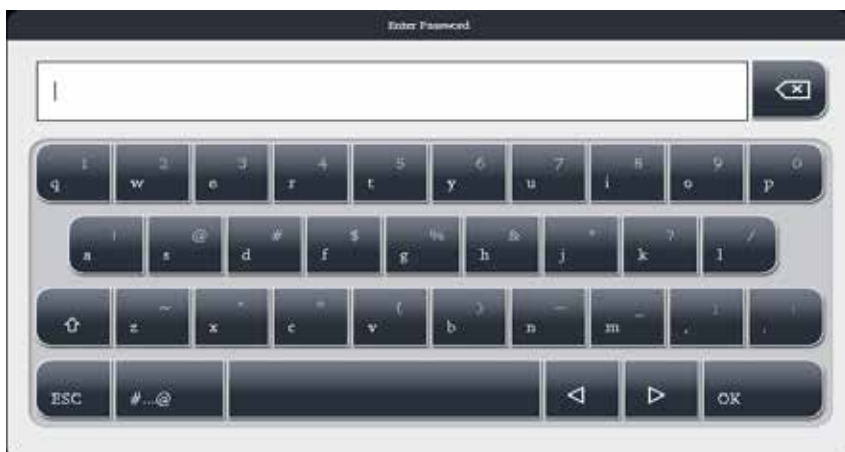 Enter Password
1 2 3 4 5 6 7 8 9 0
q w e r t y u i o p
! @ # $ % & * ? /
a s d f g h j k l
~ " ( ) _
z x c v b n m , .
ESC #...@ OK